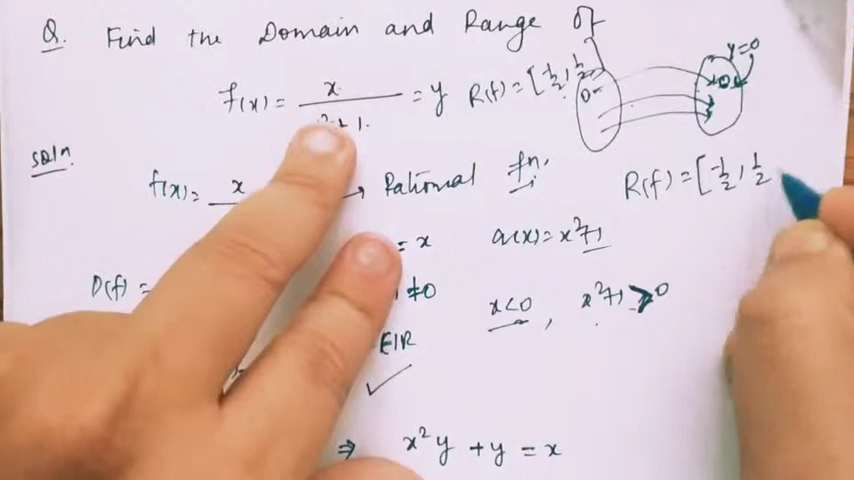 Q. Find the Domain and Range of
f(x) = x / x²+1. = y R(f) = [-1/2, 1/2 y=0
solⁿ f(x) = x → Rational fn. R(f) = [-1/2, 1/2
= x q(x) = x²+1
D(f) = ≠0 x<0 , x²+1 >0
∈ IR
⇒ x²y + y = x